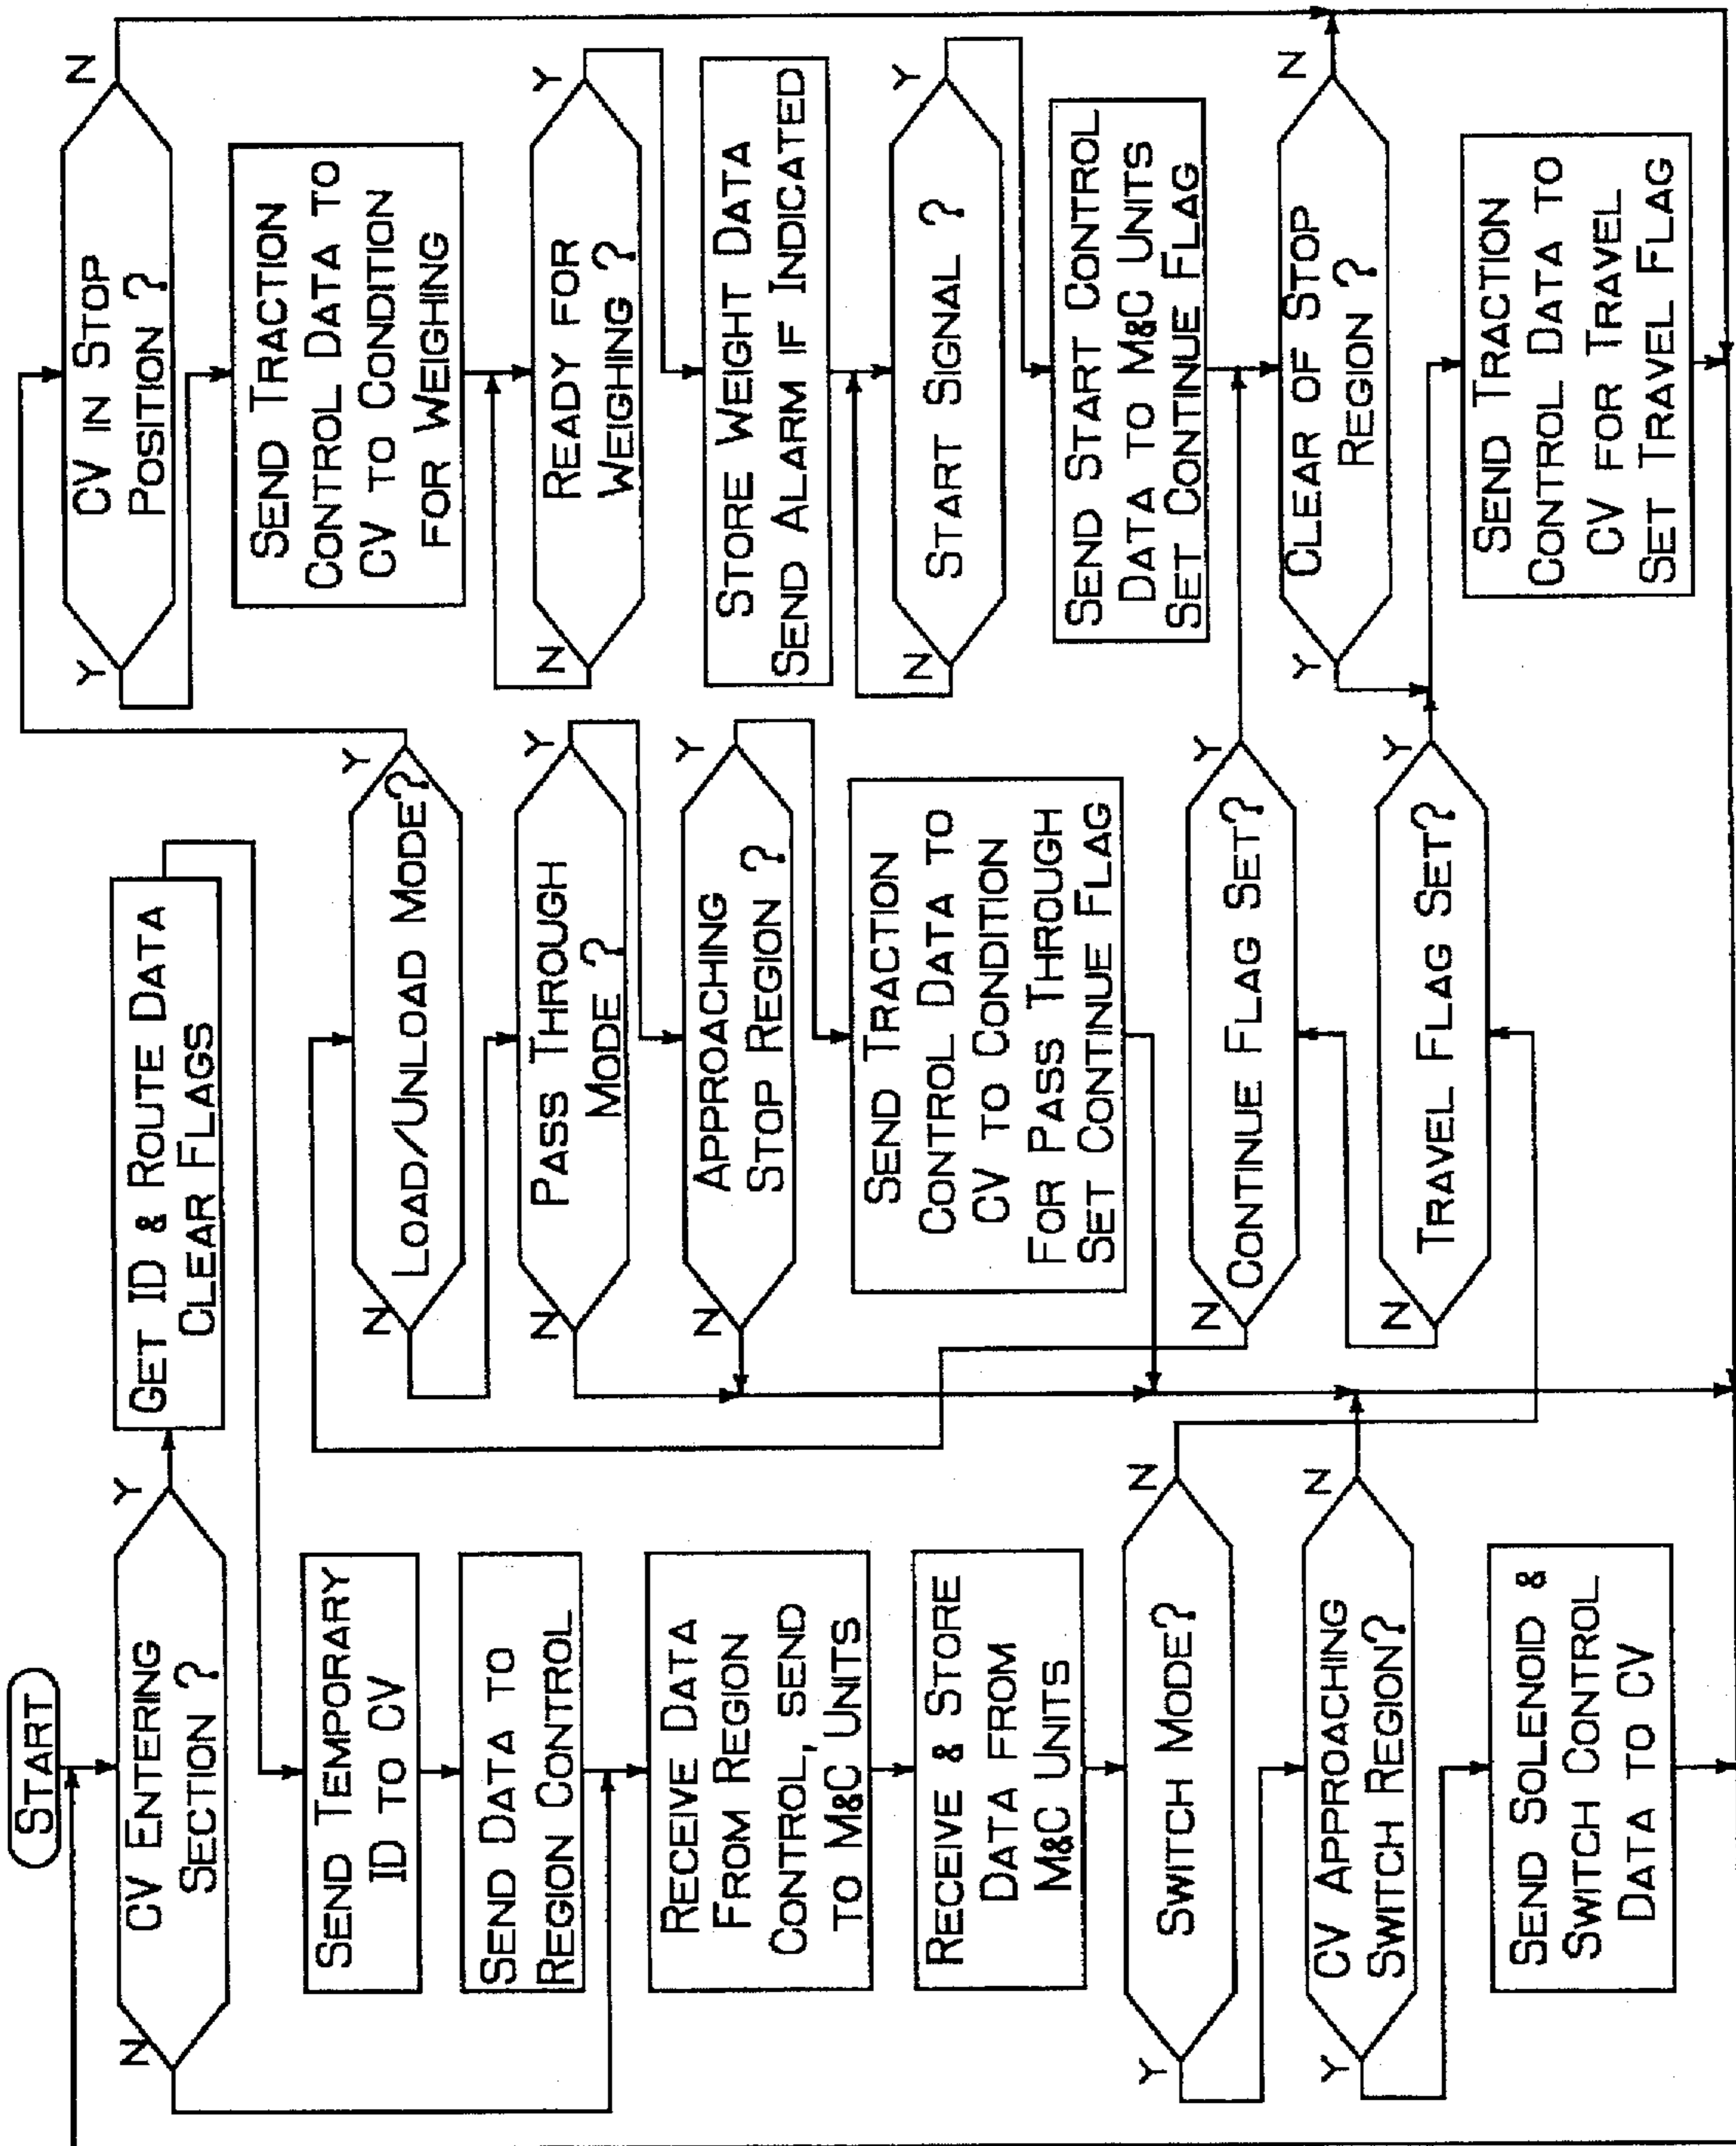 START
CV ENTERING
SECTION ?
N
Y
GET ID & ROUTE DATA
CLEAR FLAGS
SEND TEMPORARY
ID TO CV
SEND DATA TO
REGION CONTROL
RECEIVE DATA
FROM REGION
CONTROL, SEND
TO M&C UNITS
RECEIVE & STORE
DATA FROM
M&C UNITS
SWITCH MODE?
Y
N
CV APPROACHING
SWITCH REGION?
Y
N
SEND SOLENOID &
SWITCH CONTROL
DATA TO CV
LOAD/UNLOAD MODE?
N
Y
PASS THROUGH
MODE ?
N
Y
APPROACHING
STOP REGION ?
N
Y
SEND TRACTION
CONTROL DATA TO
CV TO CONDITION
FOR PASS THROUGH
SET CONTINUE FLAG
CONTINUE FLAG SET?
N
Y
TRAVEL FLAG SET?
N
Y
CV IN STOP
POSITION ?
Y
N
SEND TRACTION
CONTROL DATA TO
CV TO CONDITION
FOR WEIGHING
READY FOR
WEIGHING ?
N
Y
STORE WEIGHT DATA
SEND ALARM IF INDICATED
START SIGNAL ?
N
Y
SEND START CONTROL
DATA TO M&C UNITS
SET CONTINUE FLAG
CLEAR OF STOP
REGION ?
Y
N
SEND TRACTION
CONTROL DATA TO
CV FOR TRAVEL
SET TRAVEL FLAG